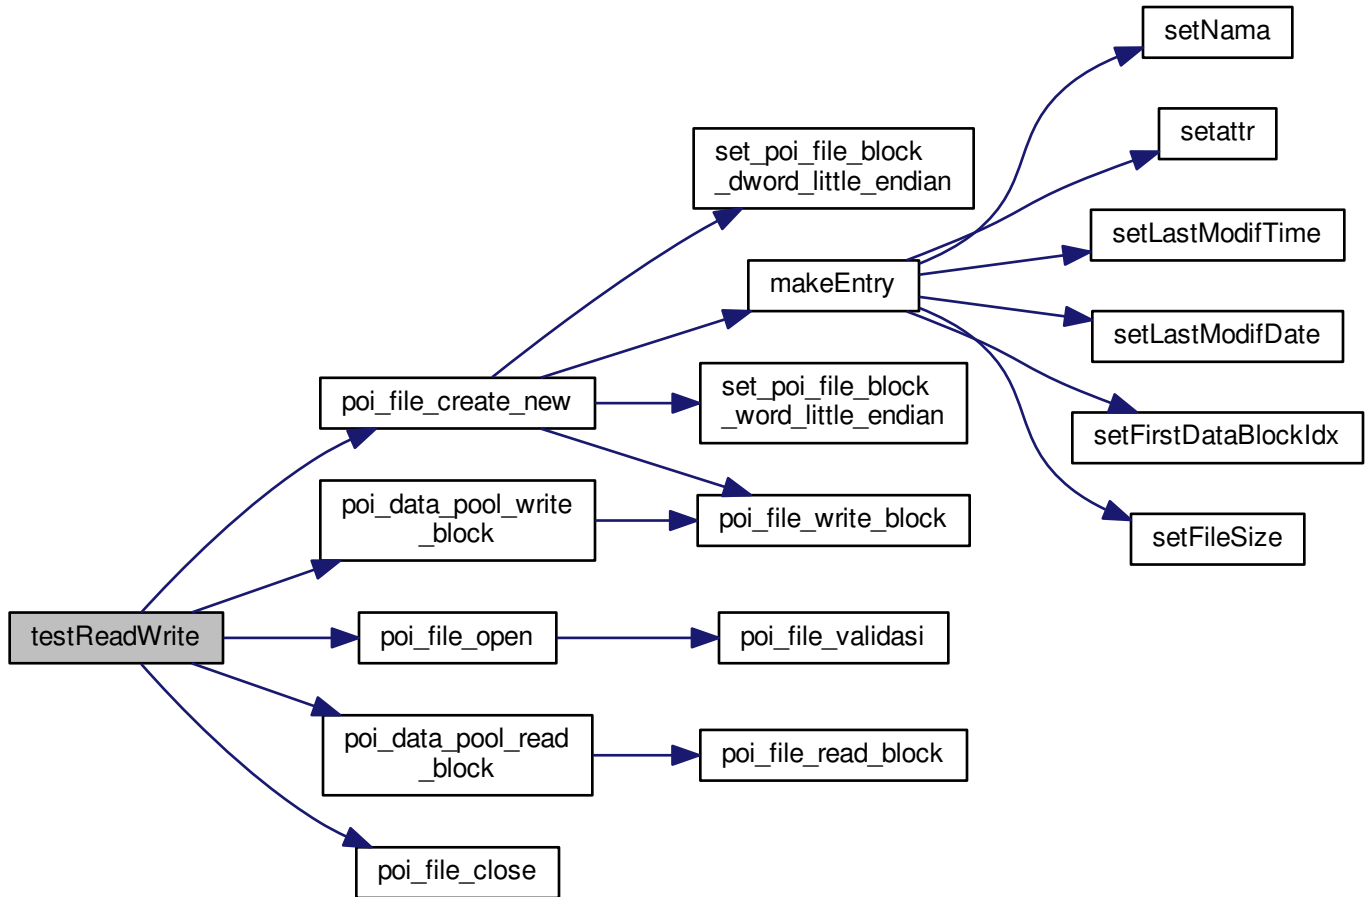 setNama
setattr
set_poi_file_block
_dword_little_endian
setLastModifTime
makeEntry
setLastModifDate
poi_file_create_new
set_poi_file_block
_word_little_endian
setFirstDataBlockIdx
poi_data_pool_write
_block
poi_file_write_block
setFileSize
testReadWrite
poi_file_open
poi_file_validasi
poi_data_pool_read
_block
poi_file_read_block
poi_file_close